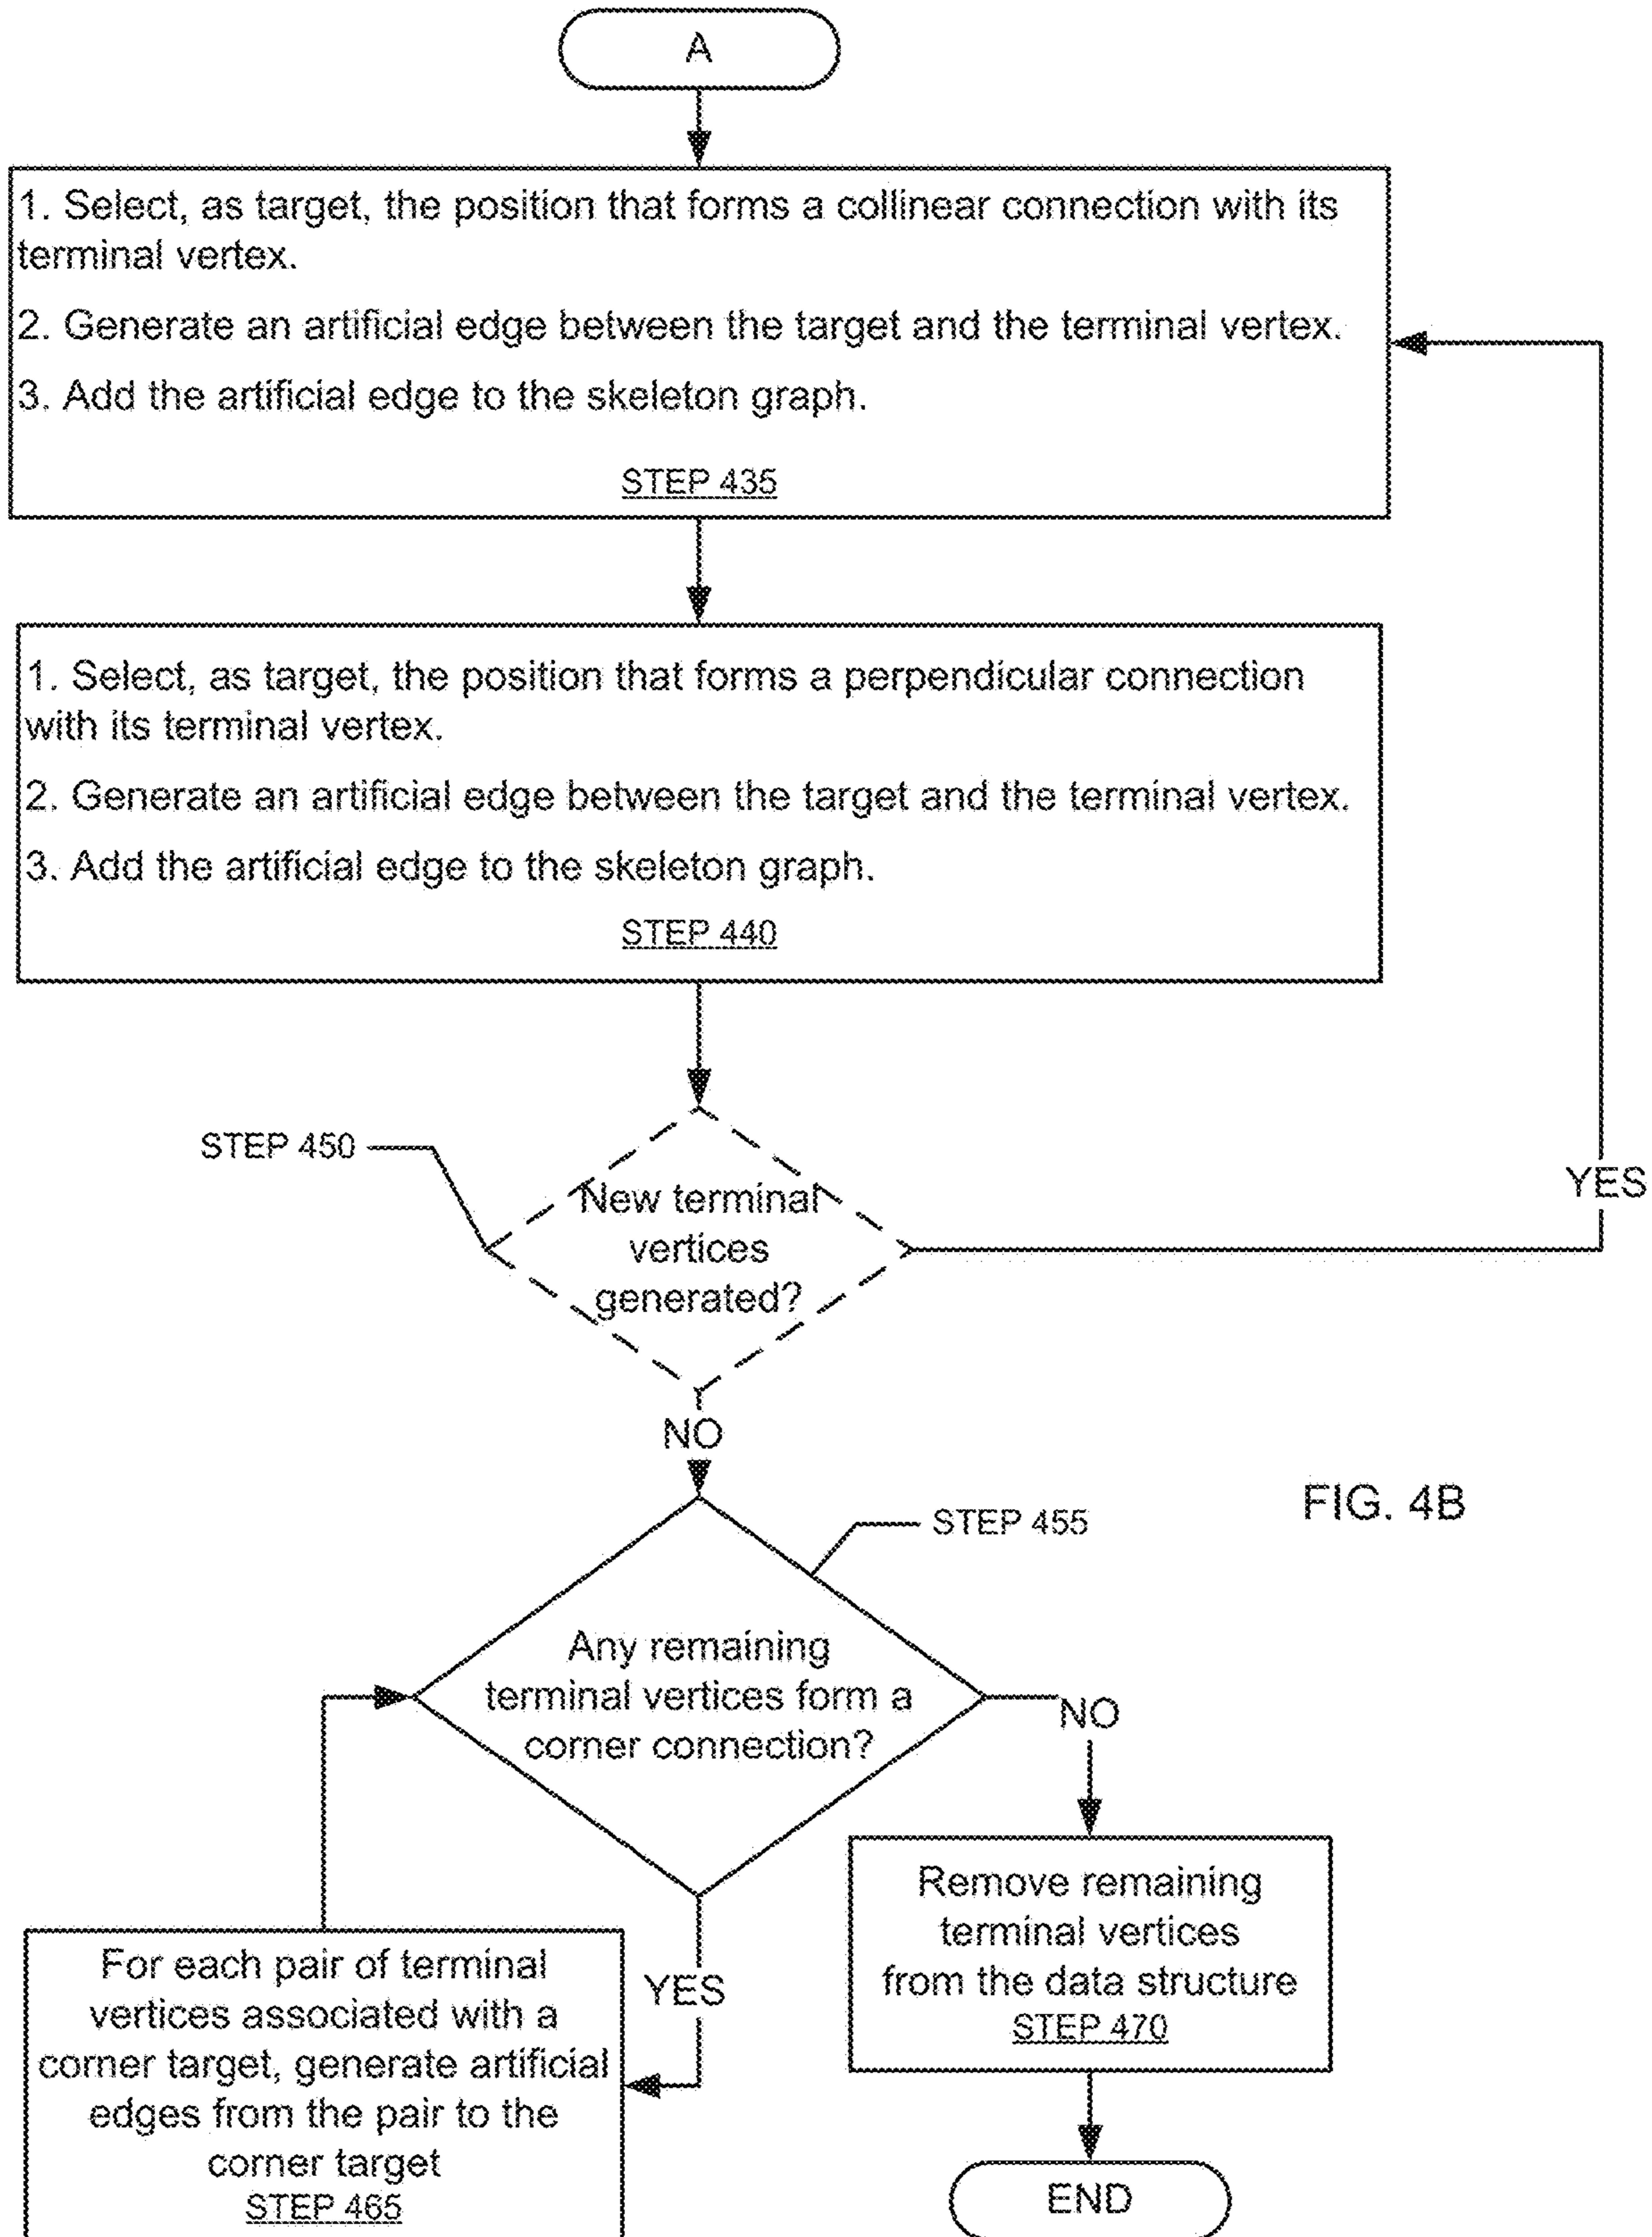 A
1. Select, as target, the position that forms a collinear connection with its
terminal vertex.
2. Generate an artificial edge between the target and the terminal vertex.
3. Add the artificial edge to the skeleton graph.
STEP 435
1. Select, as target, the position that forms a perpendicular connection
with its terminal vertex.
2. Generate an artificial edge between the target and the terminal vertex.
3. Add the artificial edge to the skeleton graph.
STEP 440
STEP 450
New terminal
vertices
generated?
YES
NO
FIG. 4B
STEP 455
Any remaining
terminal vertices form a
corner connection?
NO
YES
Remove remaining
terminal vertices
from the data structure
STEP 470
For each pair of terminal
vertices associated with a
corner target, generate artificial
edges from the pair to the
corner target
STEP 465
END